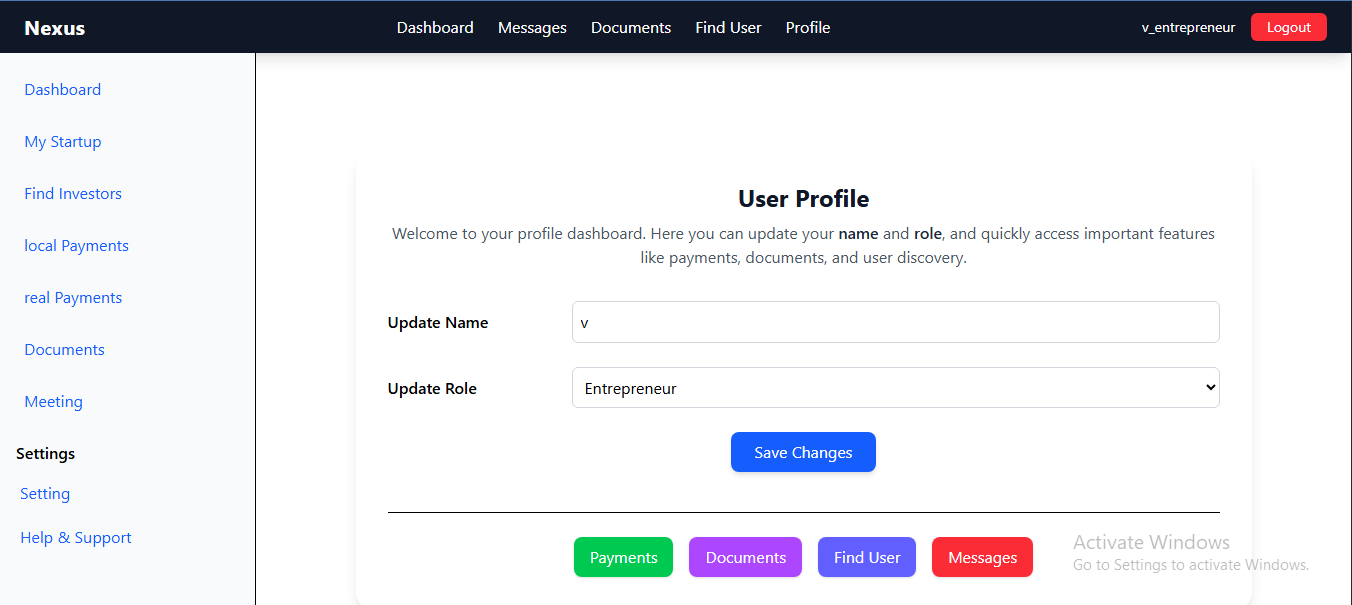 Nexus
Dashboard Messages Documents Find User Profile
v_entrepreneur Logout
Dashboard
My Startup
Find Investors
local Payments
real Payments
Documents
Meeting
Settings
Setting
Help & Support
User Profile
Welcome to your profile dashboard. Here you can update your name and role, and quickly access important features
like payments, documents, and user discovery.
Update Name v
Update Role Entrepreneur
Save Changes
Payments Documents Find User Messages
Activate Windows
Go to Settings to activate Windows.